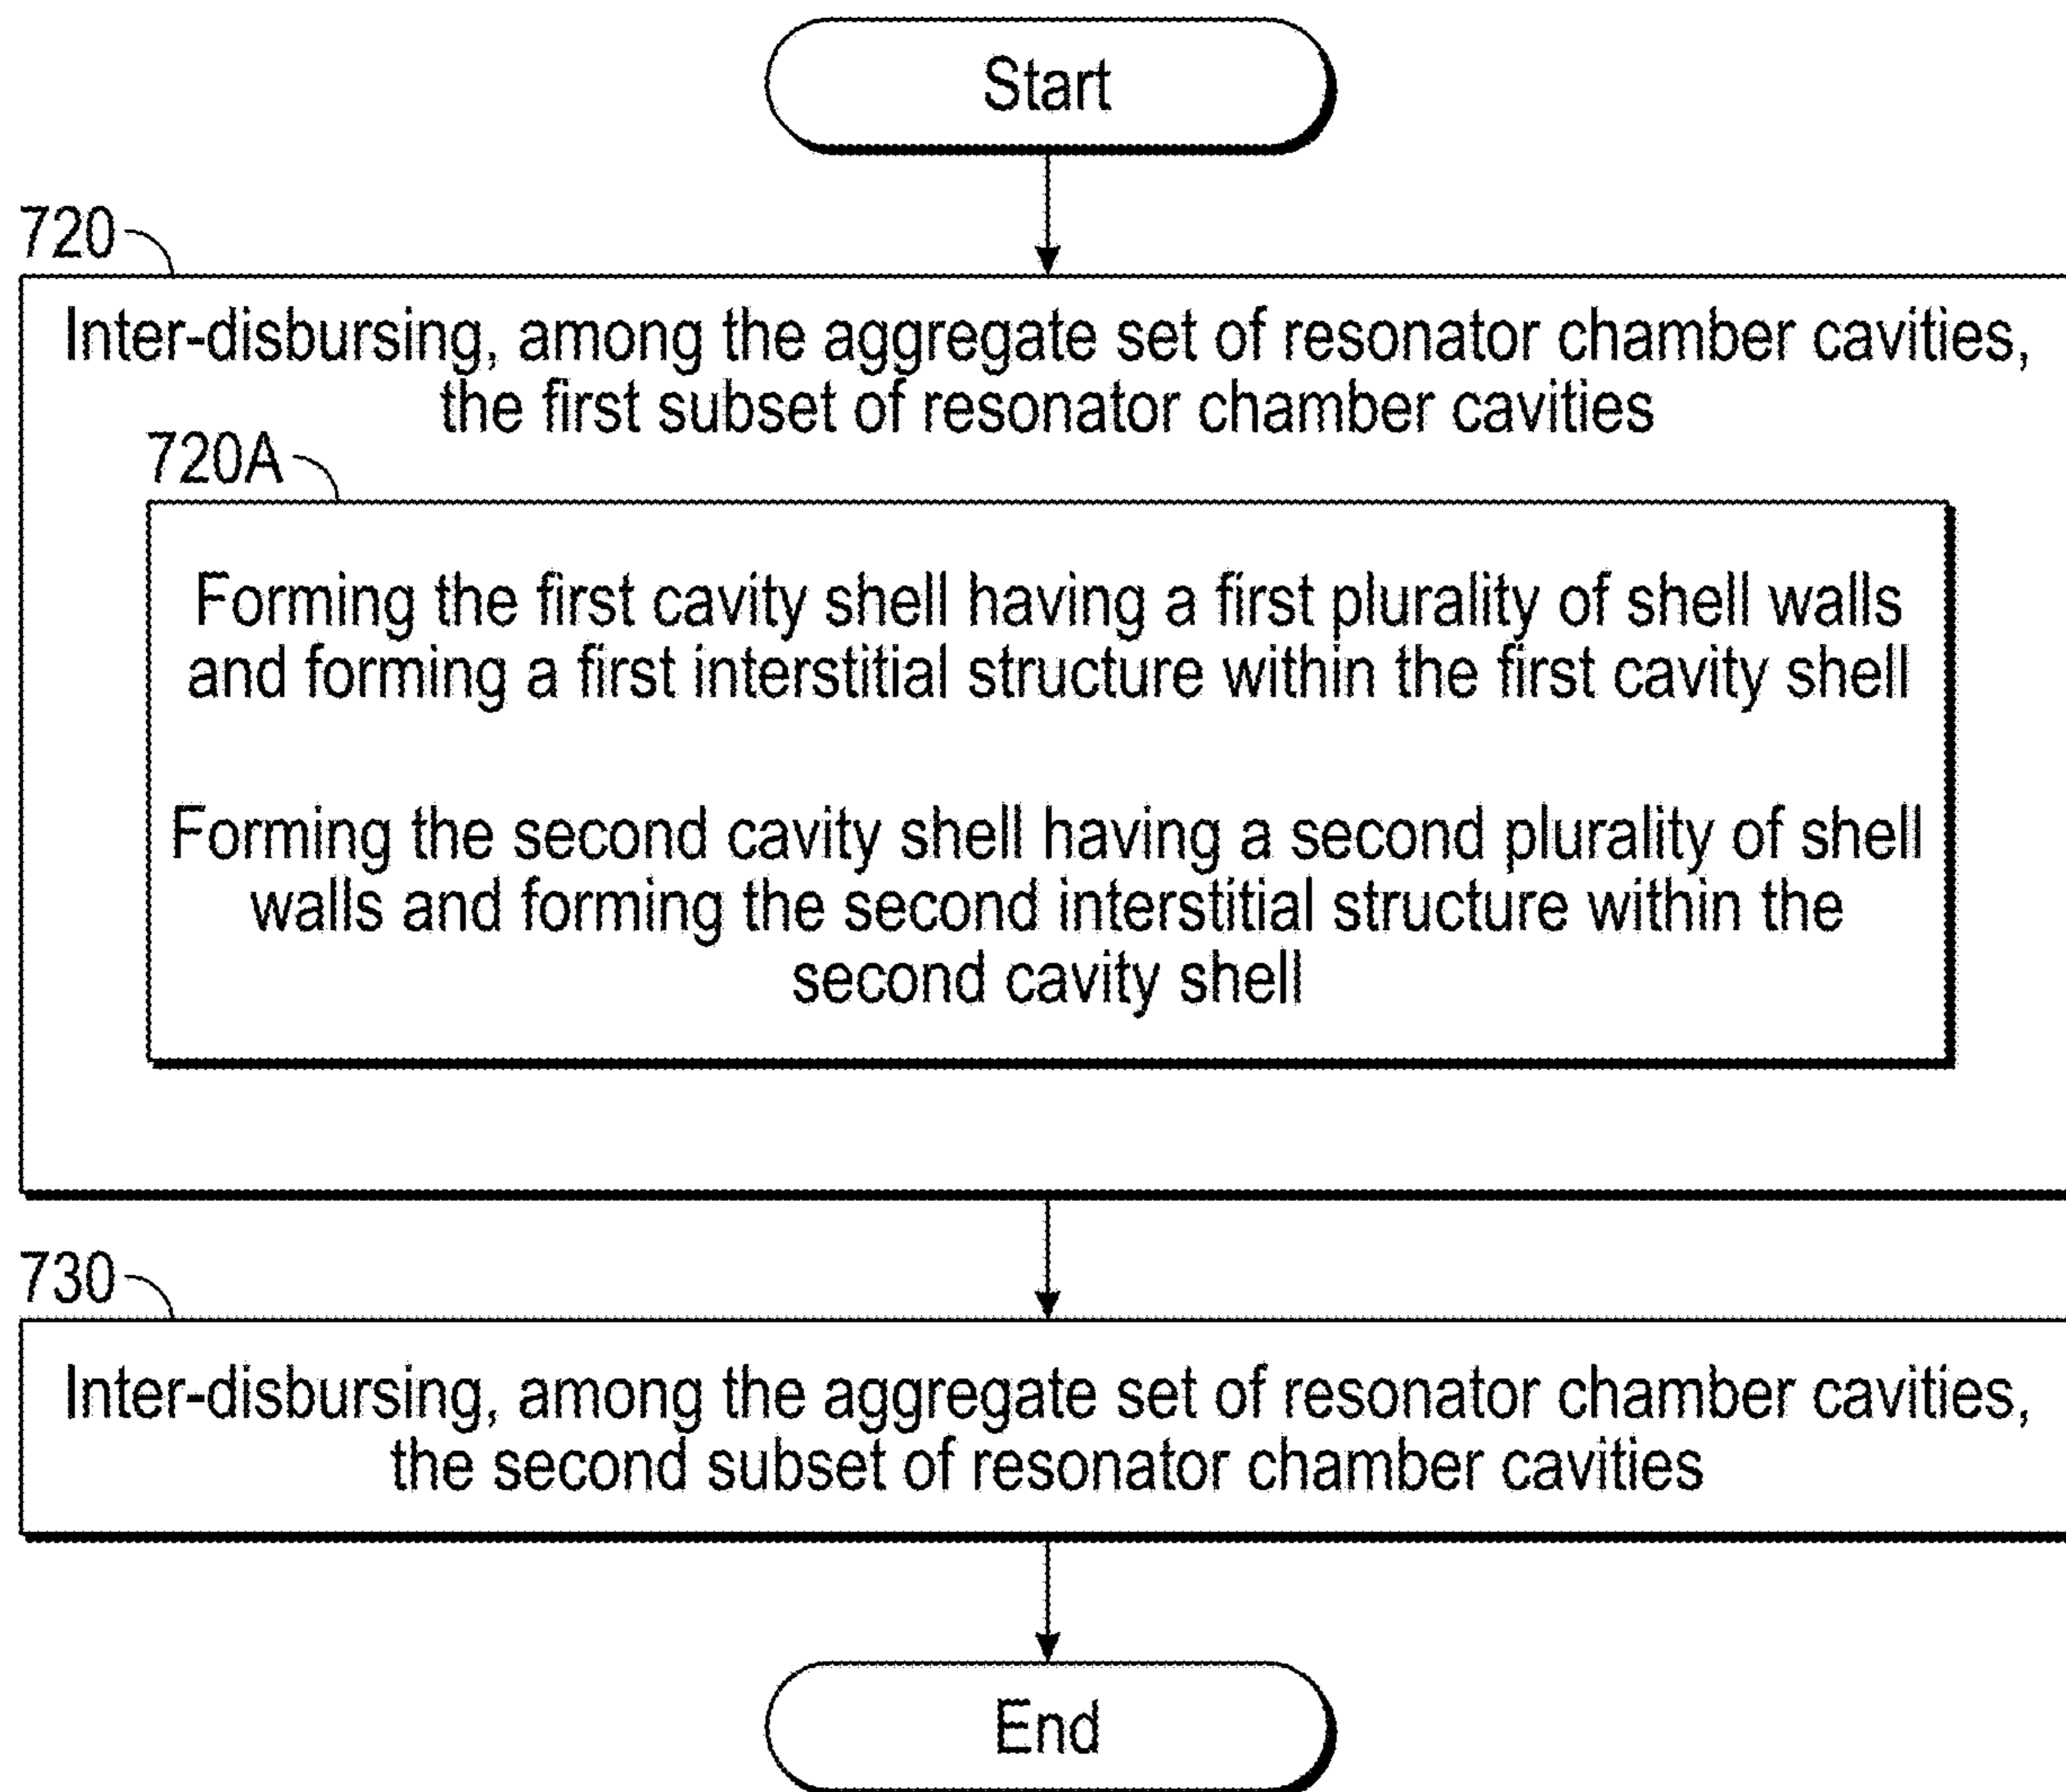 Start
720
Inter-disbursing, among the aggregate set of resonator chamber cavities,
the first subset of resonator chamber cavities
720A
Forming the first cavity shell having a first plurality of shell walls
and forming a first interstitial structure within the first cavity shell
Forming the second cavity shell having a second plurality of shell
walls and forming the second interstitial structure within the
second cavity shell
730
Inter-disbursing, among the aggregate set of resonator chamber cavities,
the second subset of resonator chamber cavities
End